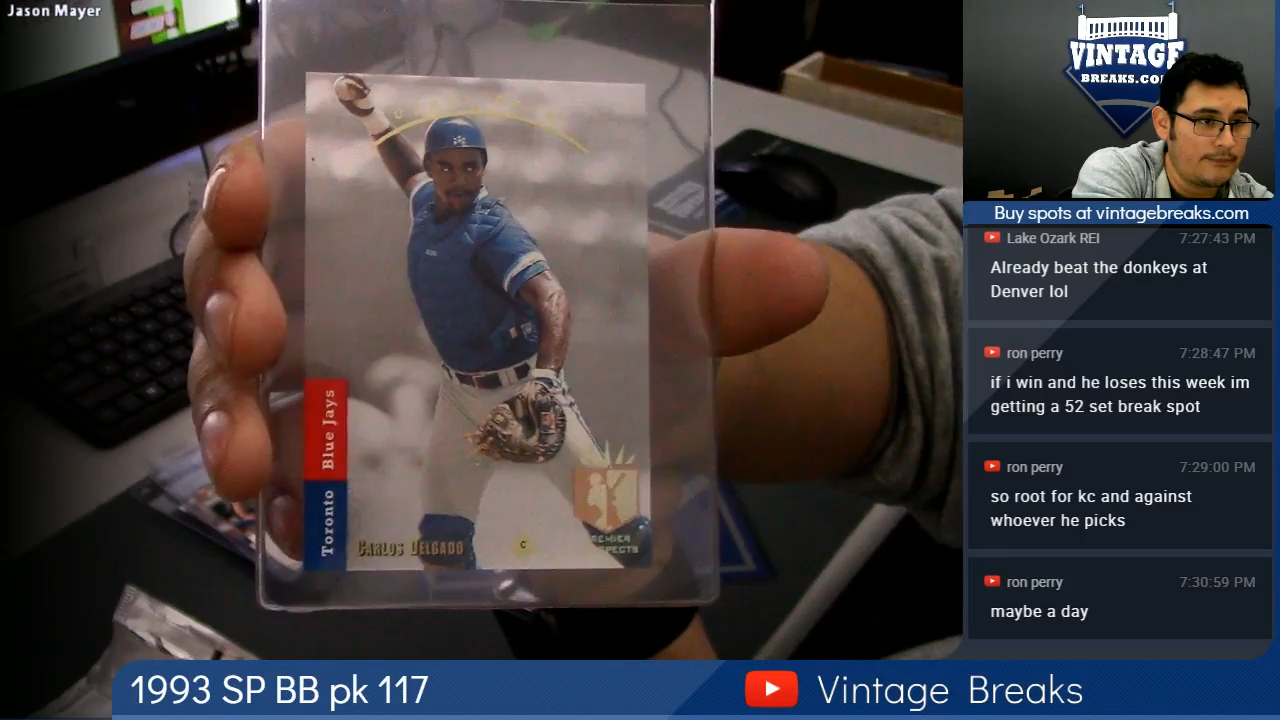 Jason Mayer
Toronto Blue Jays
CARLOS DELGADO
C
PREMIER
VINTAGE
BREAKS.CO
Buy spots at vintagebreaks.com
Lake Ozark REI 7:27:43 PM
Already beat the donkeys at
Denver lol
ron perry 7:28:47 PM
if i win and he loses this week im
getting a 52 set break spot
ron perry 7:29:00 PM
so root for kc and against
whoever he picks
ron perry 7:30:59 PM
maybe a day
1993 SP BB pk 117
Vintage Breaks